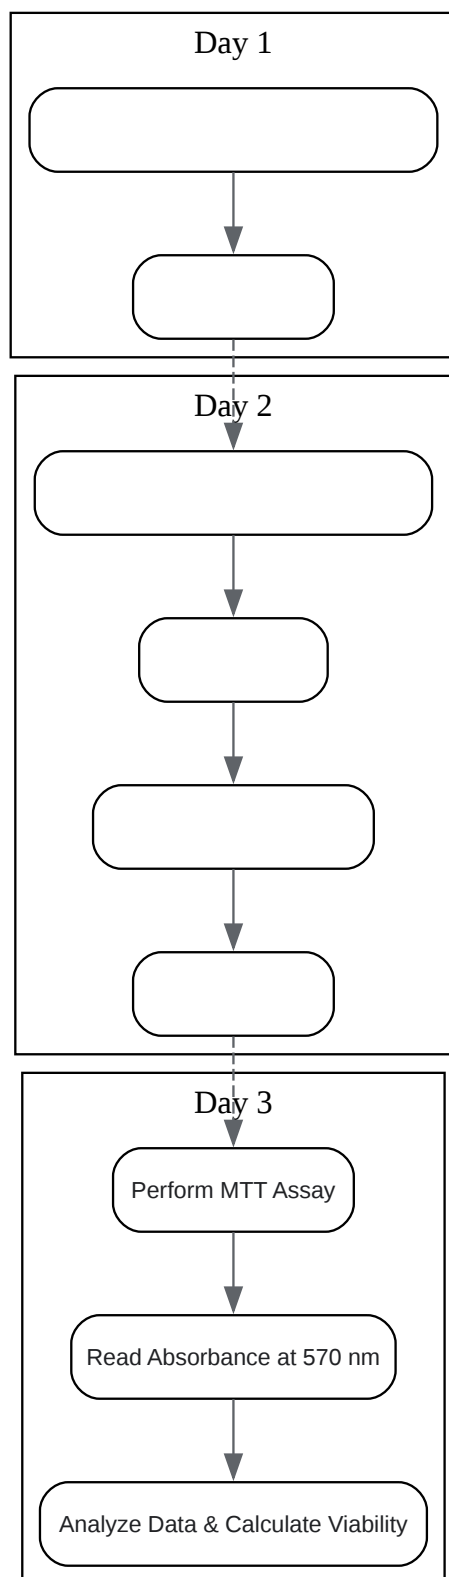 Day 1
Day 2
Day 3
Perform MTT Assay
Read Absorbance at 570 nm
Analyze Data & Calculate Viability